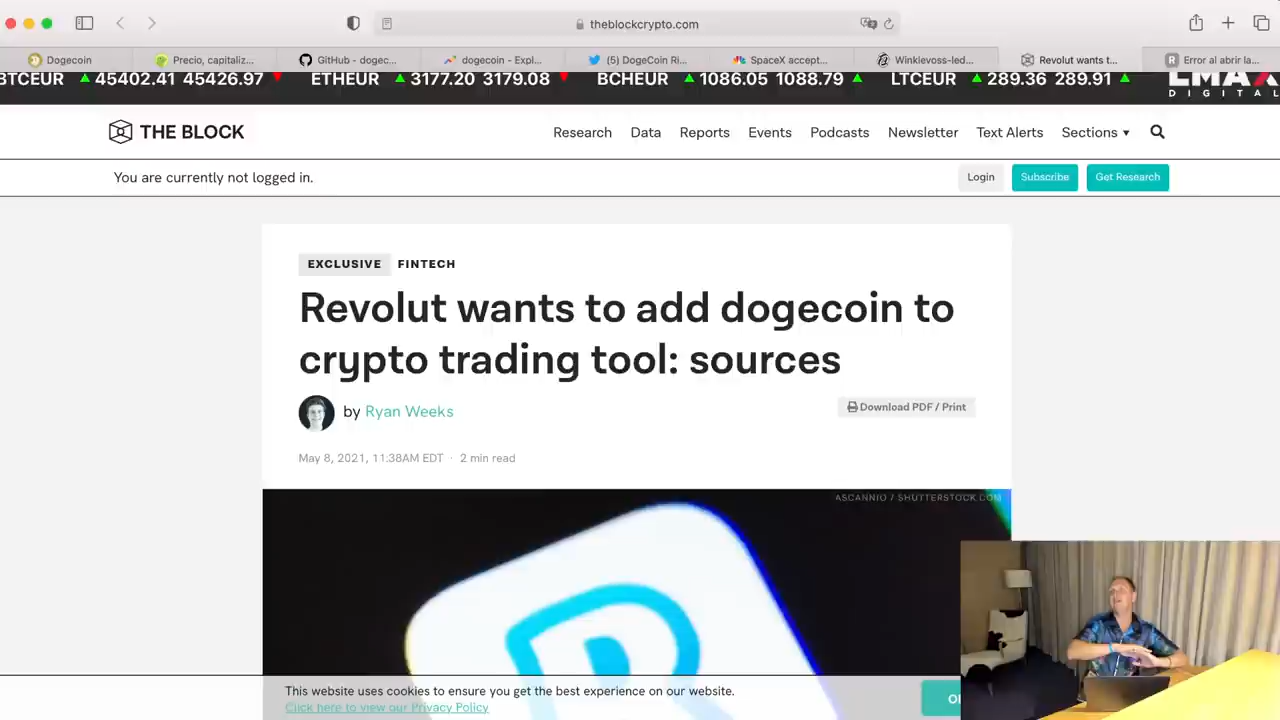 theblockcrypto.com
Dogecoin
Precio, capitaliz...
GitHub - dogec...
dogecoin - Expl...
(5) DogeCoin Ri...
SpaceX accept...
Winklevoss-led...
Revolut wants t...
Error al abrir la...
BTCEUR 45402.41 45426.97 ETHEUR 3177.20 3179.08 BCHEUR 1086.05 1088.79 LTCEUR 289.36 289.91 LMAX
DIGITAL
THE BLOCK
Research Data Reports Events Podcasts Newsletter Text Alerts Sections
You are currently not logged in.
Login Subscribe Get Research
EXCLUSIVE FINTECH
Revolut wants to add dogecoin to
crypto trading tool: sources
by Ryan Weeks
Download PDF / Print
May 8, 2021, 11:38AM EDT · 2 min read
ASCANNIO / SHUTTERSTOCK.COM
R
This website uses cookies to ensure you get the best experience on our website.
Click here to view our Privacy Policy